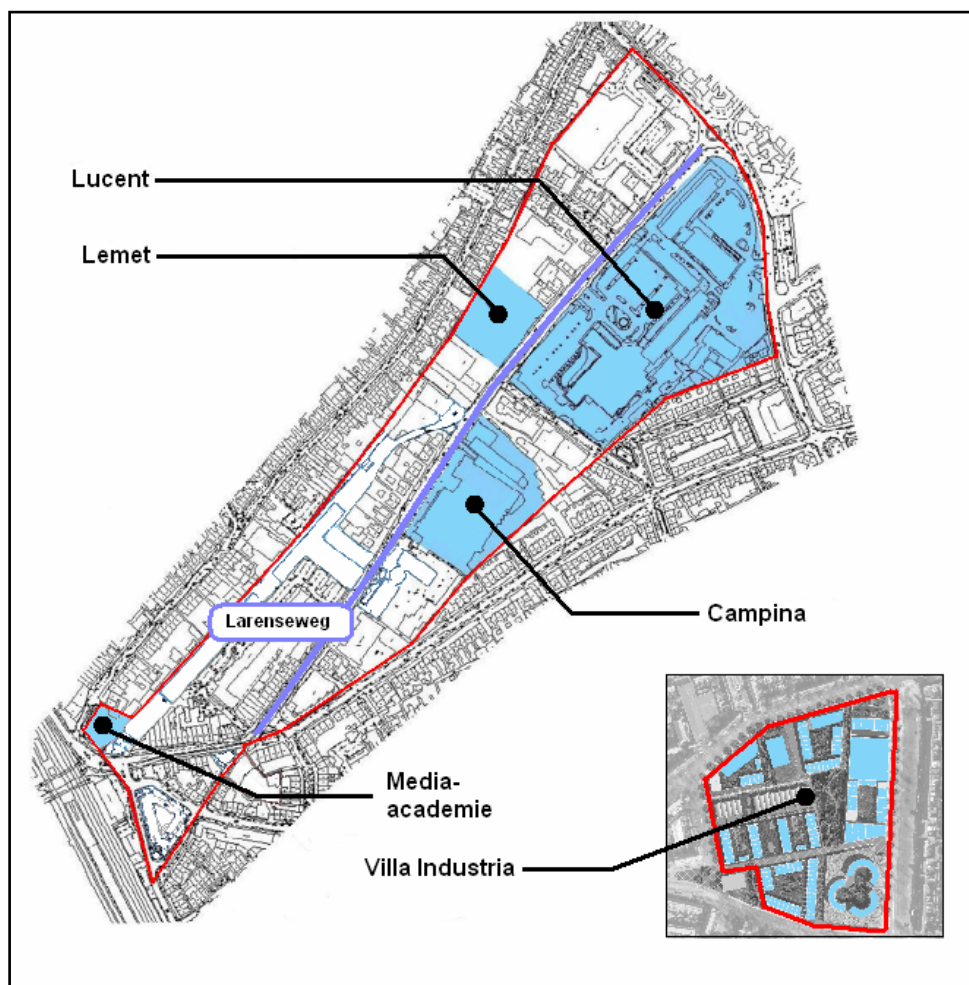 Lucent
Lemet
Campina
Larenseweg
Media-
academie
Villa Industria